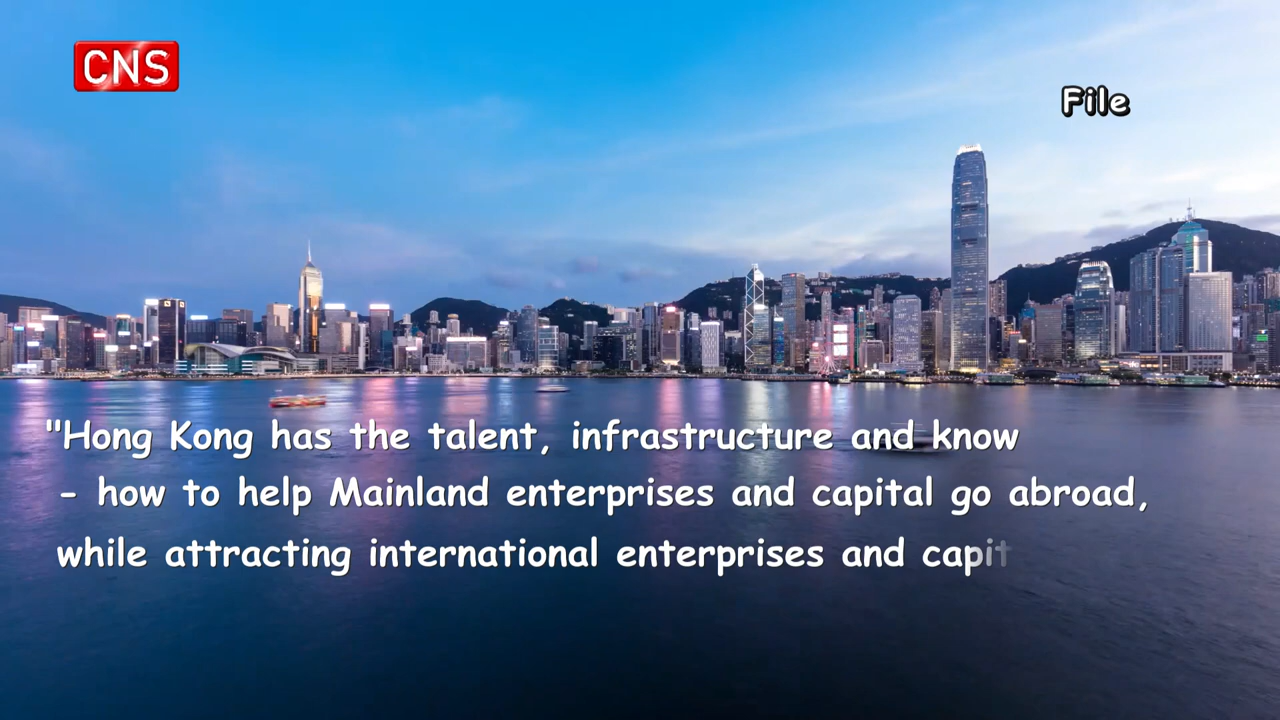 CNS
File
"Hong Kong has the talent, infrastructure and know
- how to help Mainland enterprises and capital go abroad,
while attracting international enterprises and capit